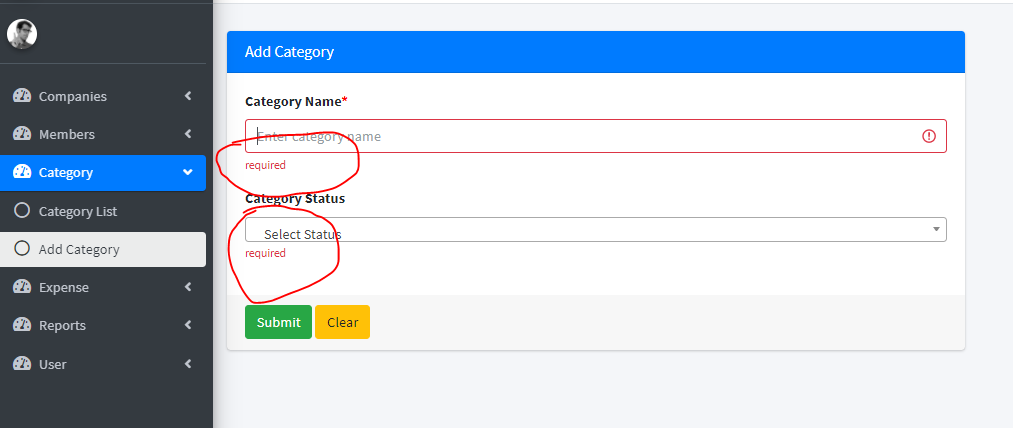 Companies
Members
Category
Category List
Add Category
Expense
Reports
User
Add Category
Category Name*
Enter category name
required
Category Status
Select Status
required
Submit
Clear